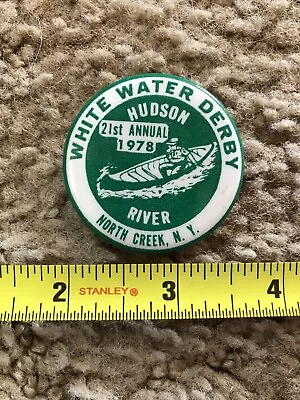 WHITE WATER DERBY
HUDSON
21st ANNUAL
1978
RIVER
NORTH CREEK, N. Y.
2 STANLEY® 3 4